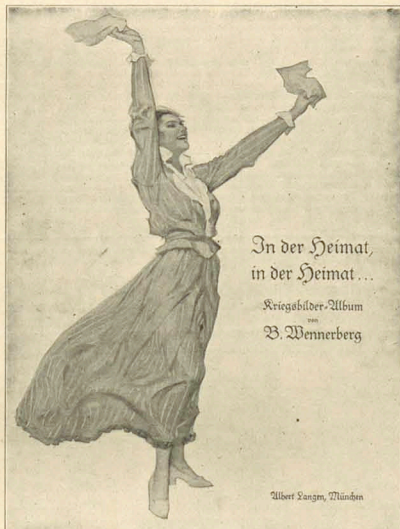 In der Heimat,
in der Heimat...
Kriegsbilder-Album
von
B. Wennerberg
Albert Langen, München